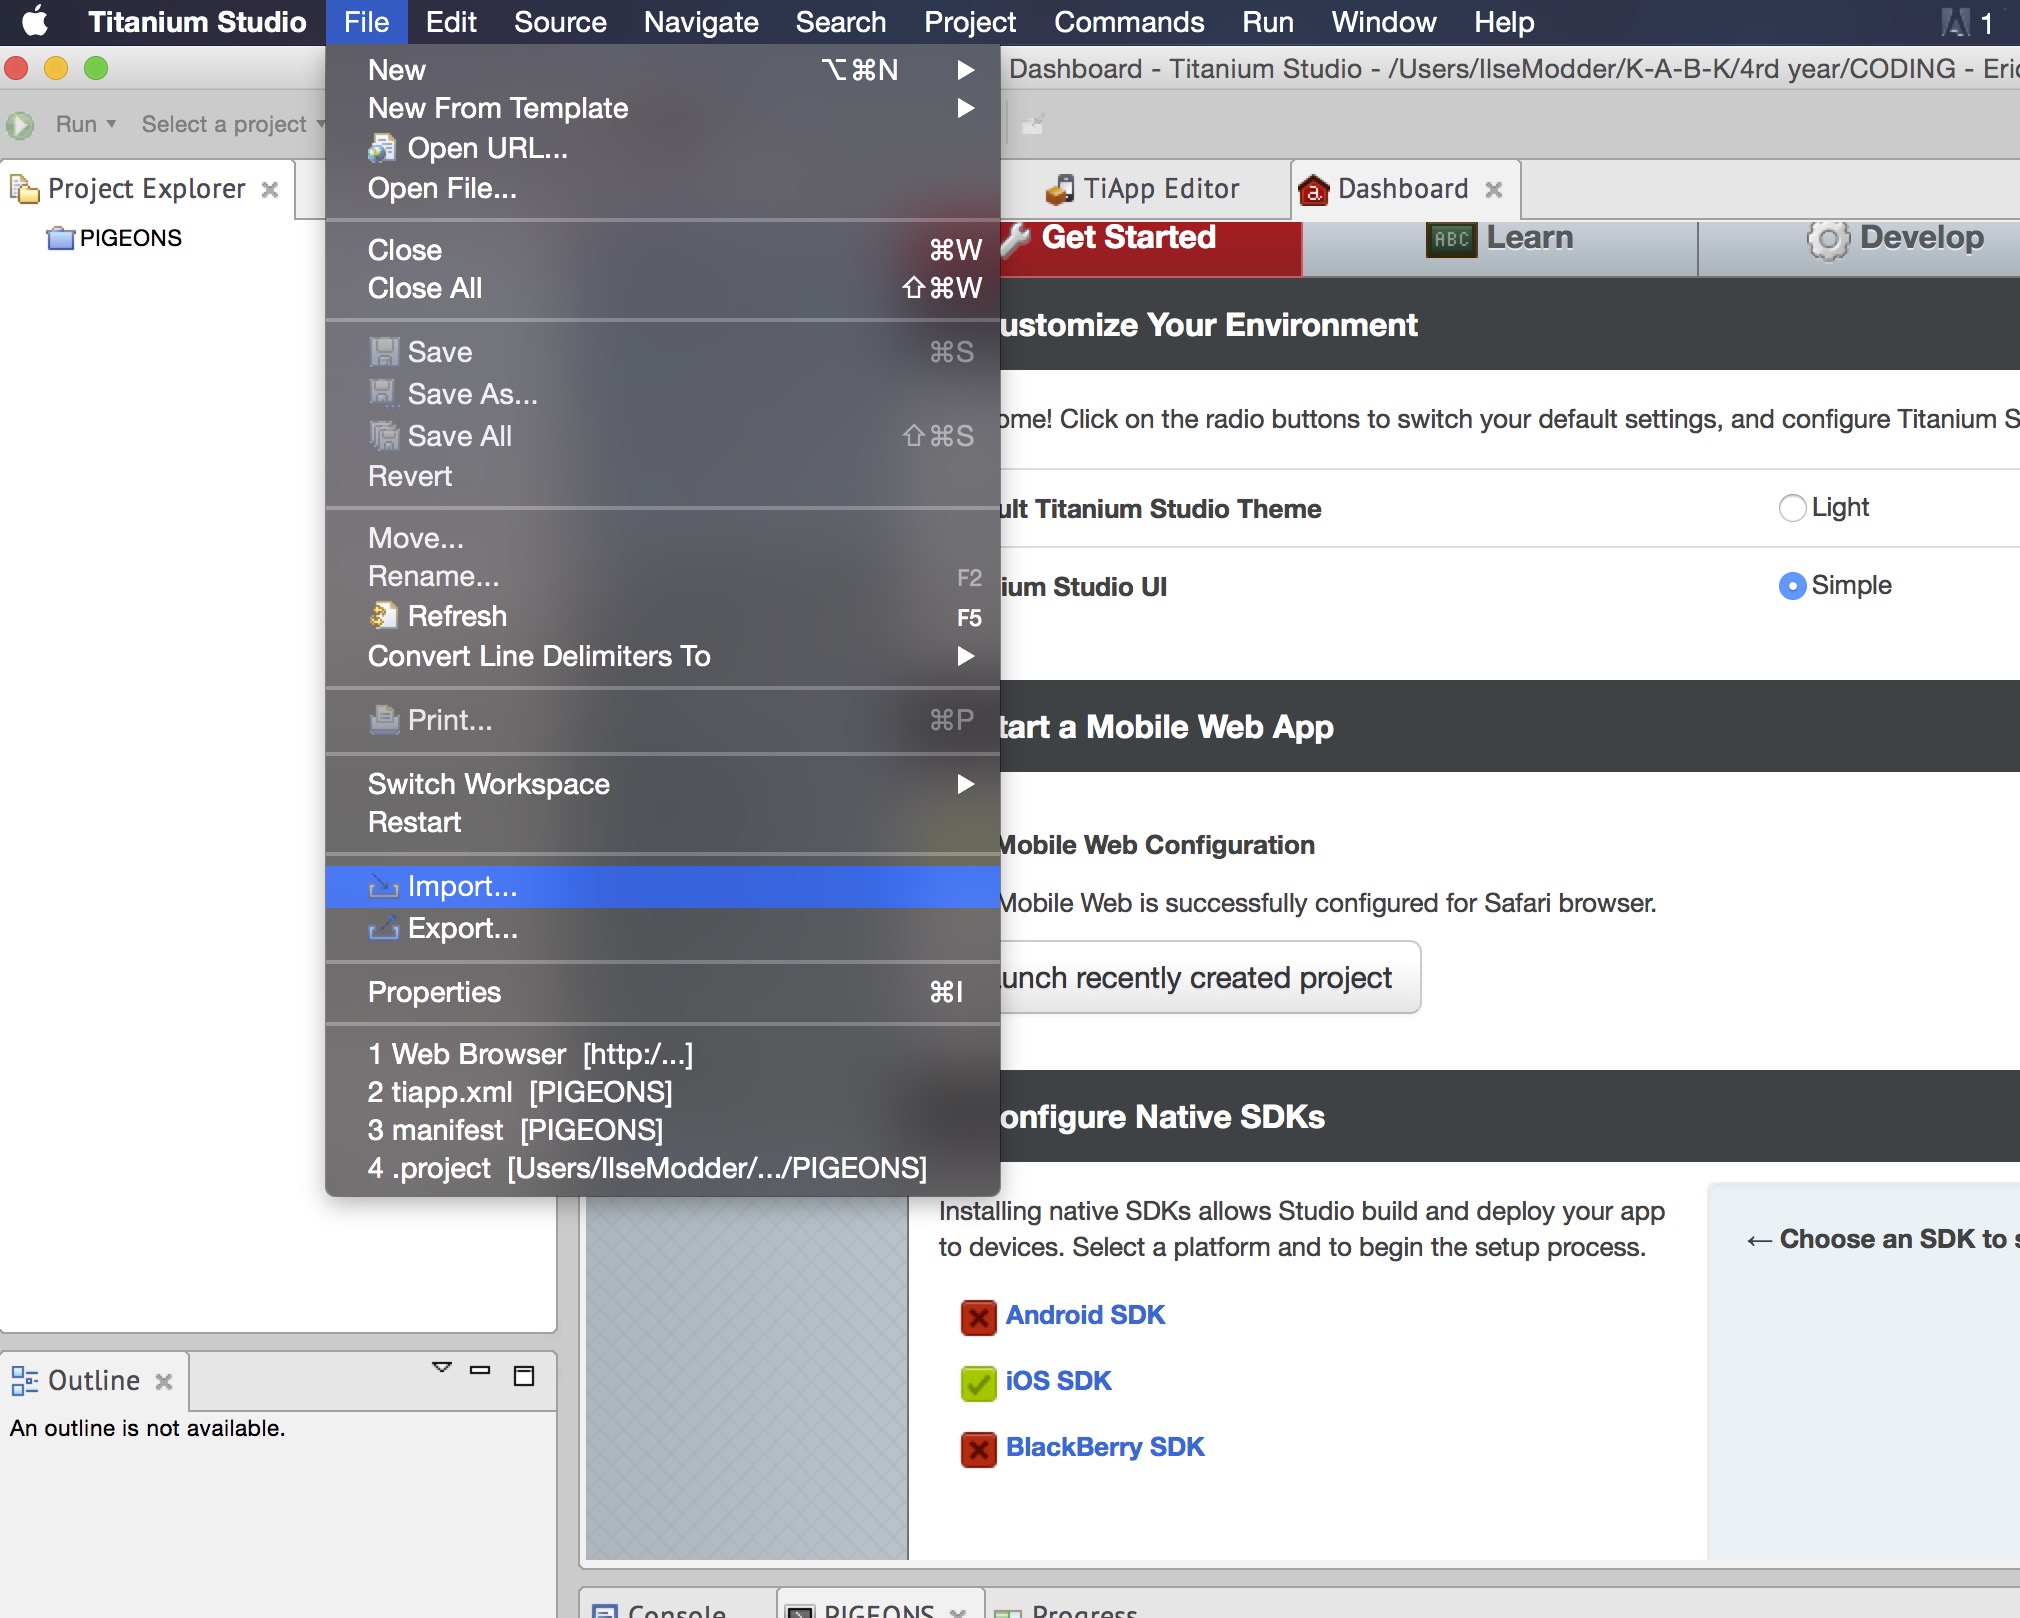 Titanium Studio File Edit Source Navigate Search Project Commands Run Window Help 1
Dashboard - Titanium Studio - /Users/IlseModder/K-A-B-K/4rd year/CODING - Eric
Run Select a project
Project Explorer
PIGEONS
New ⌥⌘N
New From Template
Open URL...
Open File...
Close ⌘W
Close All ⇧⌘W
Save ⌘S
Save As...
Save All ⇧⌘S
Revert
Move...
Rename... F2
Refresh F5
Convert Line Delimiters To
Print... ⌘P
Switch Workspace
Restart
Import...
Export...
Properties ⌘I
1 Web Browser [http:/...]
2 tiapp.xml [PIGEONS]
3 manifest [PIGEONS]
4 .project [Users/IlseModder/.../PIGEONS]
TiApp Editor
a Dashboard
Get Started
ABC Learn
Develop
ustomize Your Environment
ome! Click on the radio buttons to switch your default settings, and configure Titanium S
ult Titanium Studio Theme Light
ium Studio UI Simple
tart a Mobile Web App
Mobile Web Configuration
Mobile Web is successfully configured for Safari browser.
unch recently created project
onfigure Native SDKs
Installing native SDKs allows Studio build and deploy your app
to devices. Select a platform and to begin the setup process.
← Choose an SDK to s
Android SDK
iOS SDK
BlackBerry SDK
Outline
An outline is not available.
Console PIGEONS Progress